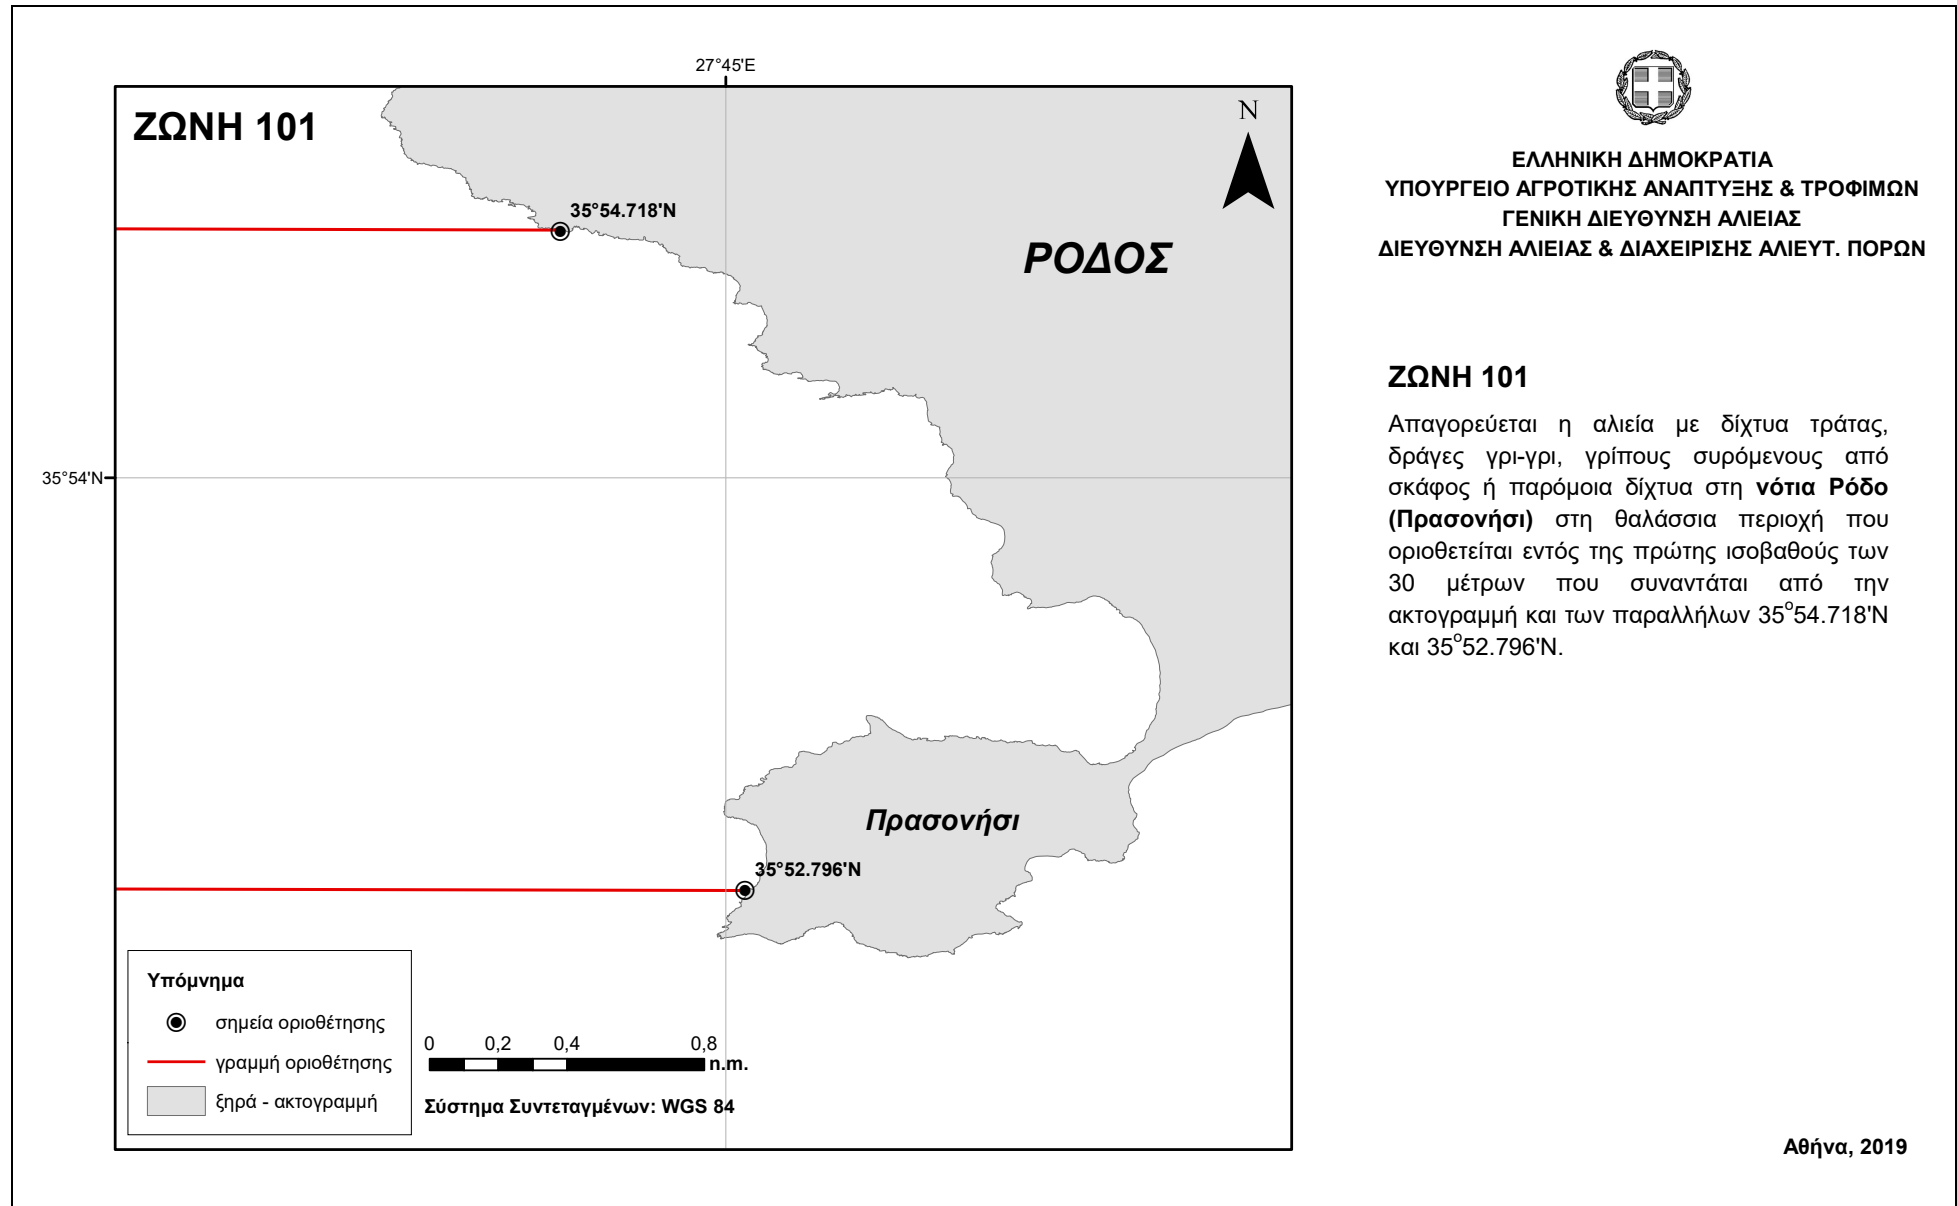 27°45'E
ΖΩΝΗ 101
N
35°54.718'N
ΡΟΔΟΣ
35°54'N
Πρασονήσι
35°52.796'N
Υπόμνημα
σημεία οριοθέτησης
γραμμή οριοθέτησης
ξηρά - ακτογραμμή
0 0,2 0,4 0,8
n.m.
Σύστημα Συντεταγμένων: WGS 84
ΕΛΛΗΝΙΚΗ ΔΗΜΟΚΡΑΤΙΑ
ΥΠΟΥΡΓΕΙΟ ΑΓΡΟΤΙΚΗΣ ΑΝΑΠΤΥΞΗΣ & ΤΡΟΦΙΜΩΝ
ΓΕΝΙΚΗ ΔΙΕΥΘΥΝΣΗ ΑΛΙΕΙΑΣ
ΔΙΕΥΘΥΝΣΗ ΑΛΙΕΙΑΣ & ΔΙΑΧΕΙΡΙΣΗΣ ΑΛΙΕΥΤ. ΠΟΡΩΝ
ΖΩΝΗ 101
Απαγορεύεται η αλιεία με δίχτυα τράτας,
δράγες γρι-γρι, γρίπους συρόμενους από
σκάφος ή παρόμοια δίχτυα στη νότια Ρόδο
(Πρασονήσι) στη θαλάσσια περιοχή που
οριοθετείται εντός της πρώτης ισοβαθούς των
30 μέτρων που συναντάται από την
ακτογραμμή και των παραλλήλων 35°54.718'N
και 35°52.796'N.
Αθήνα, 2019